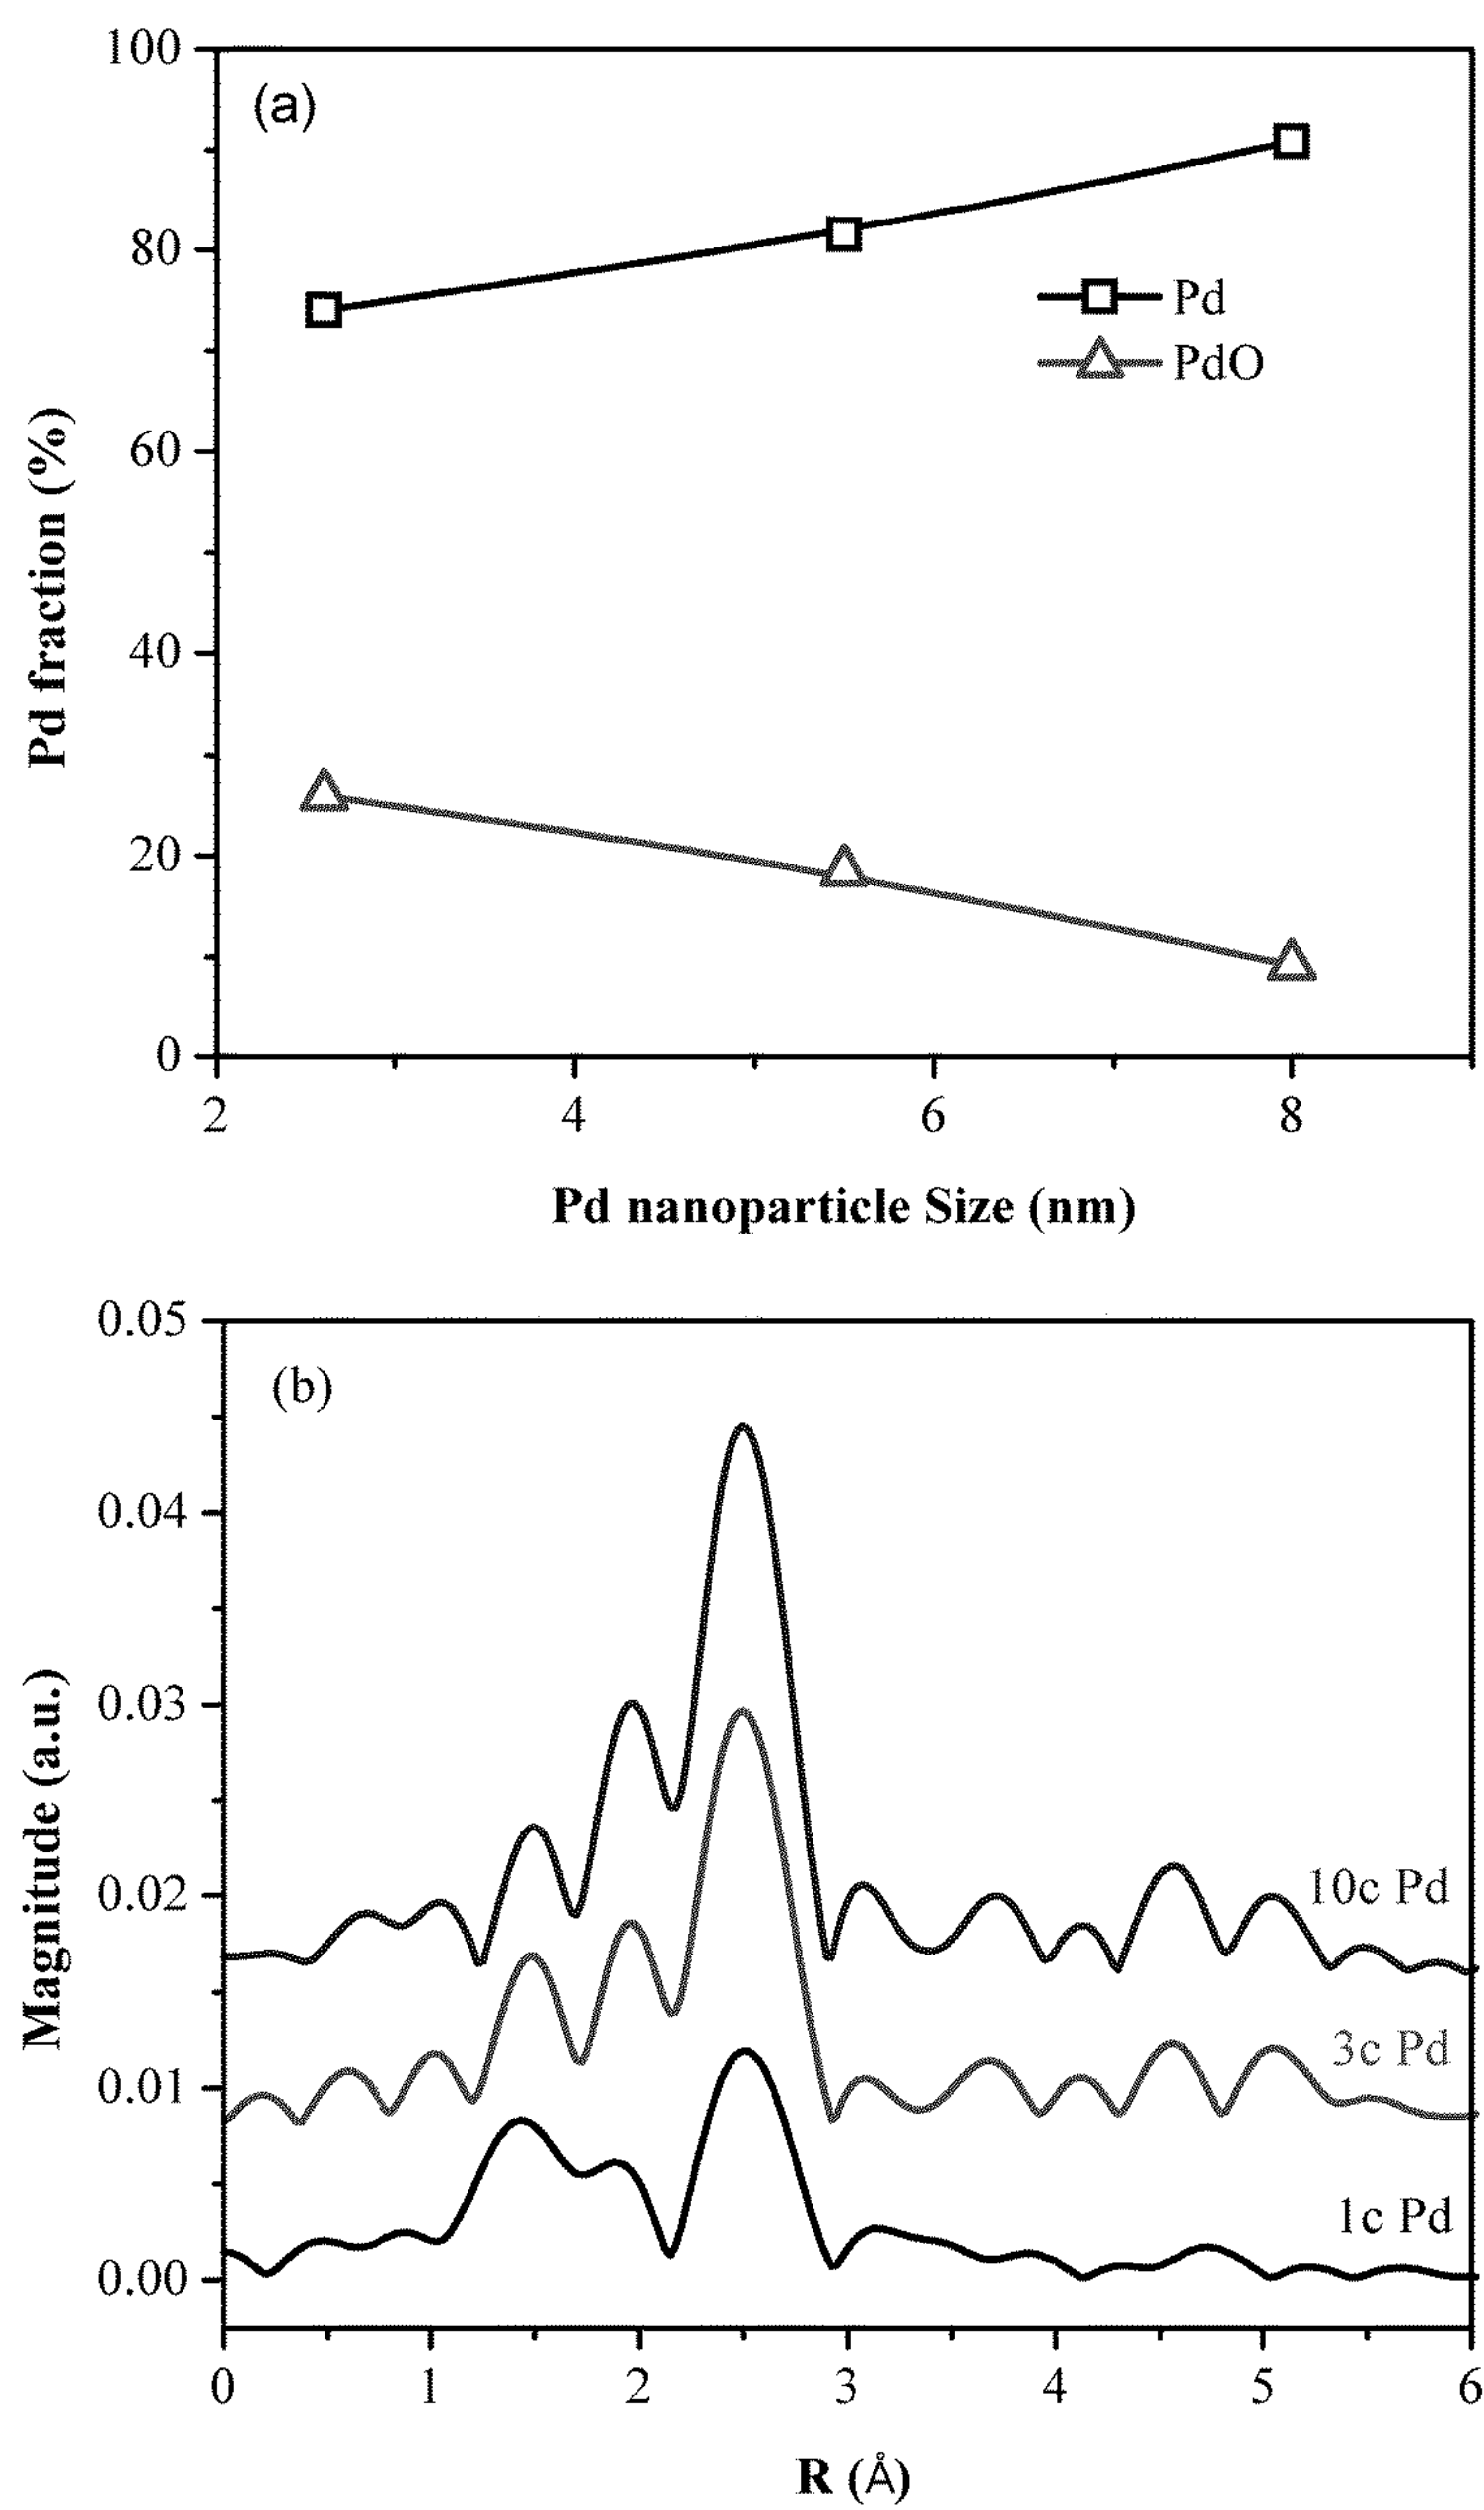 100
(a)
80
Pd
PdO
60
40
20
0
2 4 6 8
Pd fraction (%)
Pd nanoparticle Size (nm)
0.05
(b)
0.04
0.03
0.02
10c Pd
3c Pd
0.01
1c Pd
0.00
0 1 2 3 4 5 6
Magnitude (a.u.)
R (Å)